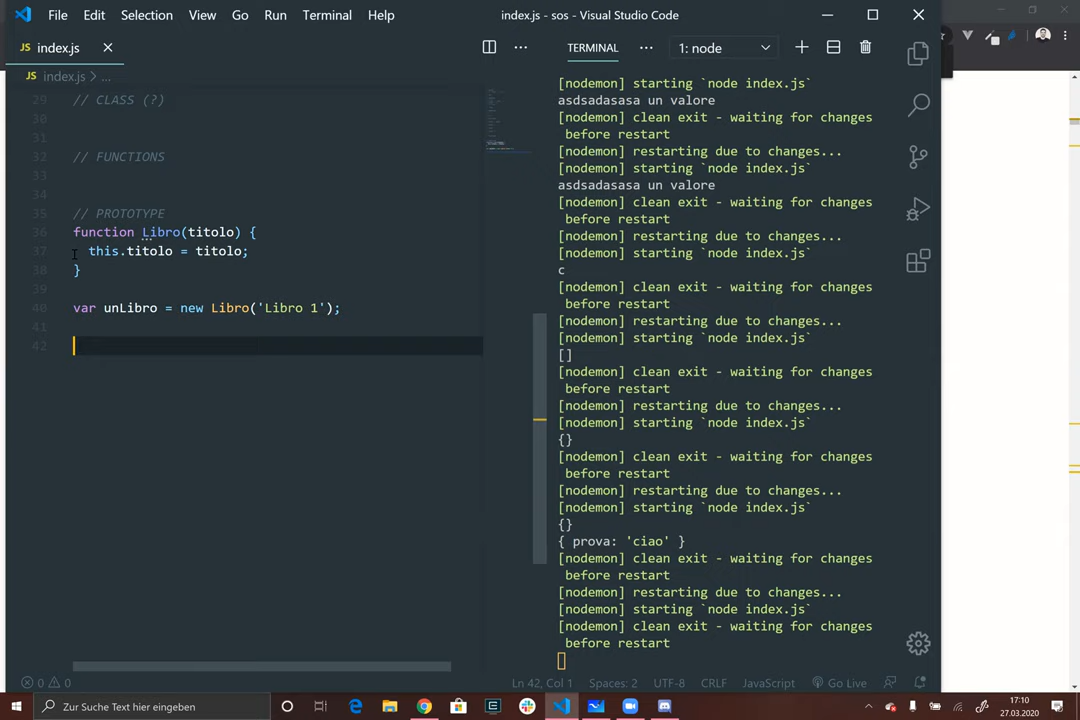 File Edit Selection View Go Run Terminal Help
index.js - sos - Visual Studio Code
JS index.js
JS index.js > ...
29 // CLASS (?)
30
31
32 // FUNCTIONS
33
34
35 // PROTOTYPE
36 function Libro(titolo) {
37 this.titolo = titolo;
38 }
39
40 var unLibro = new Libro('Libro 1');
41
42
TERMINAL ... 1: node
[nodemon] starting `node index.js`
asdsadasasa un valore
[nodemon] clean exit - waiting for changes
before restart
[nodemon] restarting due to changes...
[nodemon] starting `node index.js`
asdsadasasa un valore
[nodemon] clean exit - waiting for changes
before restart
[nodemon] restarting due to changes...
[nodemon] starting `node index.js`
c
[nodemon] clean exit - waiting for changes
before restart
[nodemon] restarting due to changes...
[nodemon] starting `node index.js`
[]
[nodemon] clean exit - waiting for changes
before restart
[nodemon] restarting due to changes...
[nodemon] starting `node index.js`
{}
[nodemon] clean exit - waiting for changes
before restart
[nodemon] restarting due to changes...
[nodemon] starting `node index.js`
{}
{ prova: 'ciao' }
[nodemon] clean exit - waiting for changes
before restart
[nodemon] restarting due to changes...
[nodemon] starting `node index.js`
[nodemon] clean exit - waiting for changes
before restart
0 0 Ln 42, Col 1 Spaces: 2 UTF-8 CRLF JavaScript Go Live
Zur Suche Text hier eingeben
17:10
27.03.2020